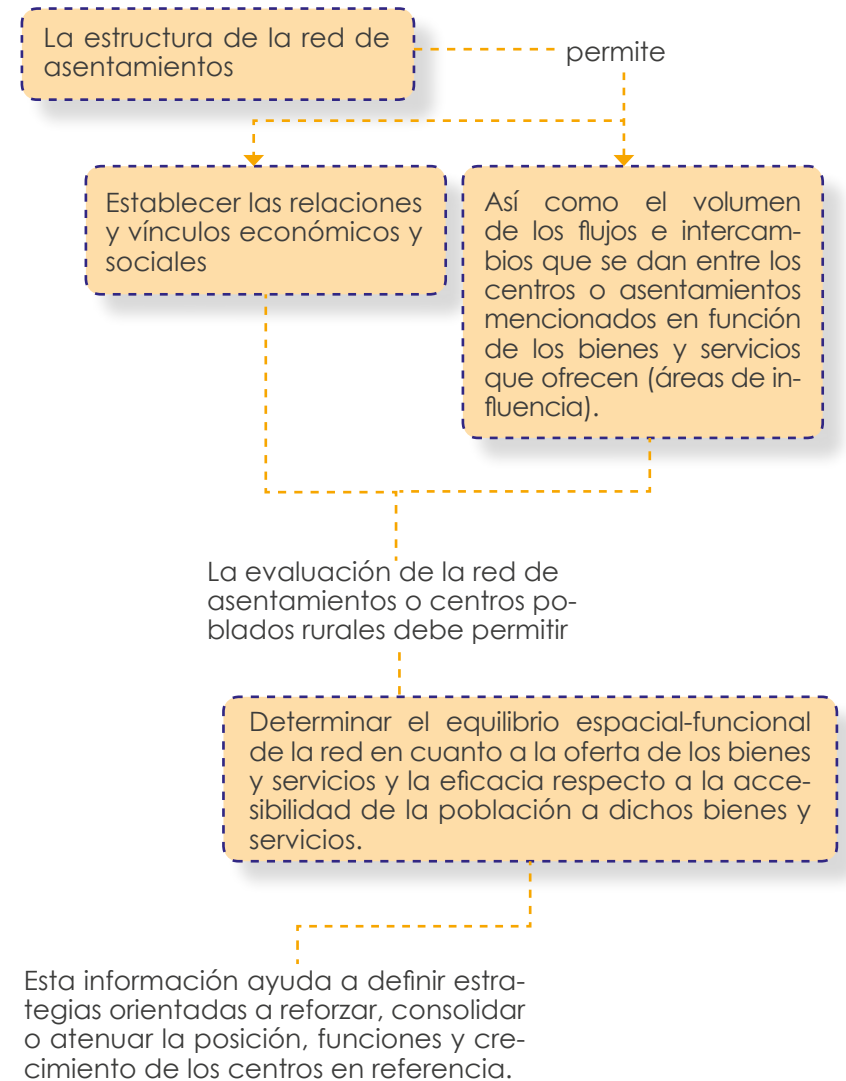 La estructura de la red de
asentamientos
permite
Establecer las relaciones
y vínculos económicos y
sociales
Así como el volumen
de los flujos e intercam-
bios que se dan entre los
centros o asentamientos
mencionados en función
de los bienes y servicios
que ofrecen (áreas de in-
fluencia).
La evaluación de la red de
asentamientos o centros po-
blados rurales debe permitir
Determinar el equilibrio espacial-funcional
de la red en cuanto a la oferta de los bienes
y servicios y la eficacia respecto a la acce-
sibilidad de la población a dichos bienes y
servicios.
Esta información ayuda a definir estra-
tegias orientadas a reforzar, consolidar
o atenuar la posición, funciones y cre-
cimiento de los centros en referencia.